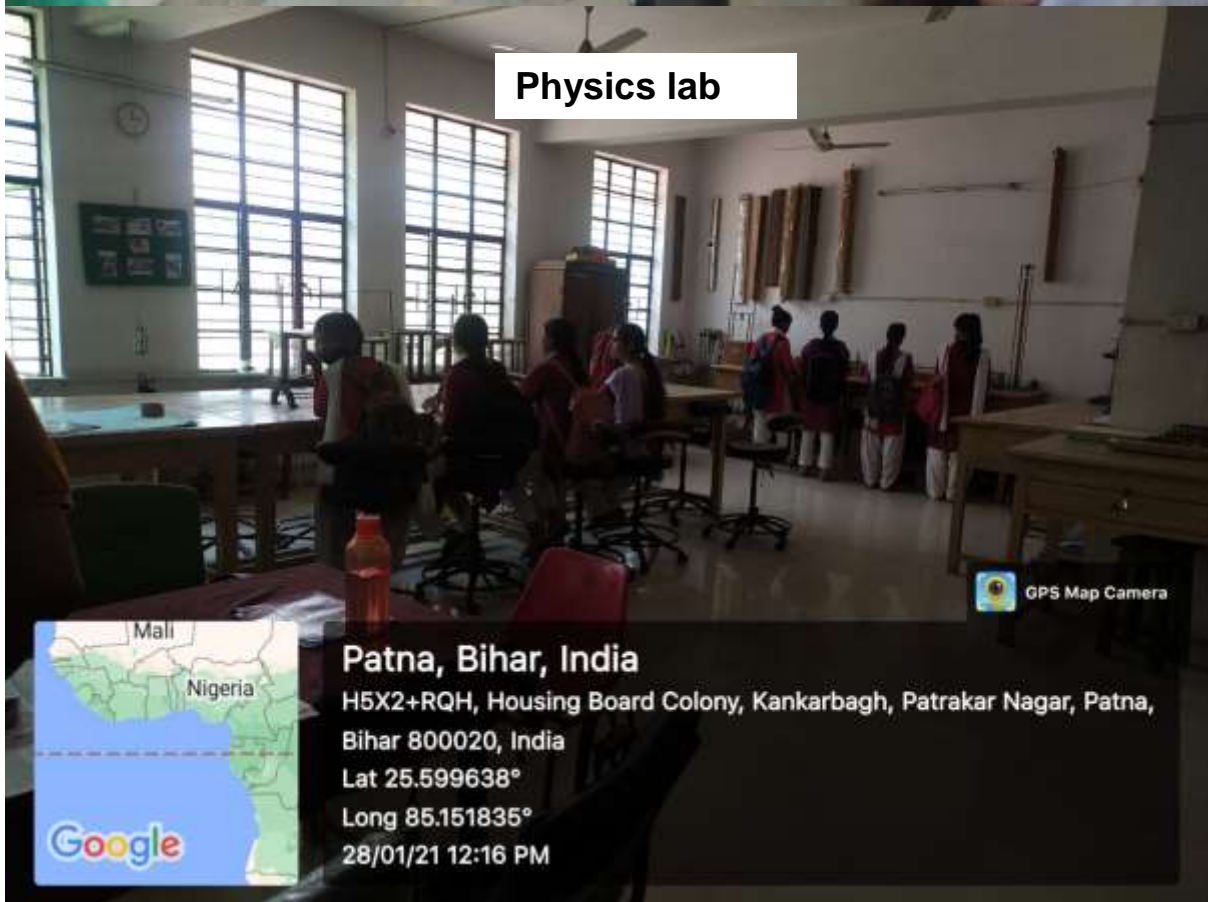 Physics lab
GPS Map Camera
Mali
Nigeria
Google
Patna, Bihar, India
H5X2+RQH, Housing Board Colony, Kankarbagh, Patrakar Nagar, Patna,
Bihar 800020, India
Lat 25.599638°
Long 85.151835°
28/01/21 12:16 PM